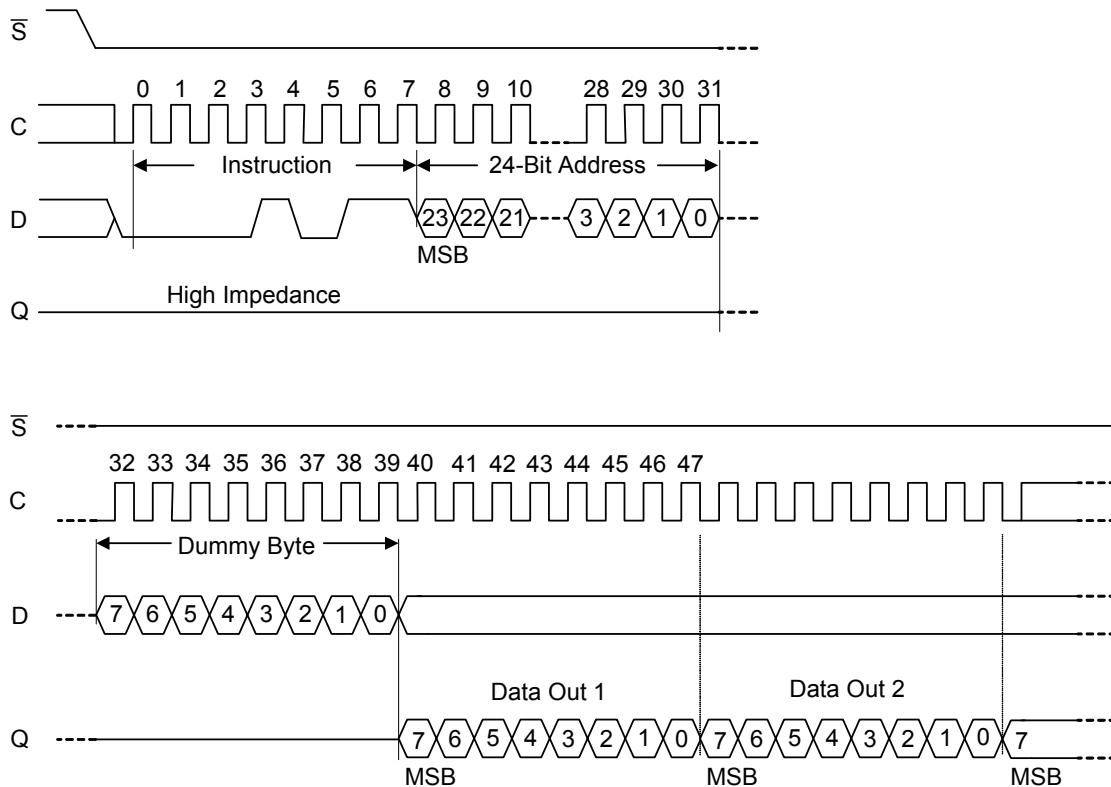 S̅
0 1 2 3 4 5 6 7 8 9 10 28 29 30 31
C
Instruction 24-Bit Address
D 23 22 21 3 2 1 0
MSB
High Impedance
Q
S̅
32 33 34 35 36 37 38 39 40 41 42 43 44 45 46 47
C
Dummy Byte
D 7 6 5 4 3 2 1 0
Data Out 1 Data Out 2
Q 7 6 5 4 3 2 1 0 7 6 5 4 3 2 1 0 7
MSB MSB MSB